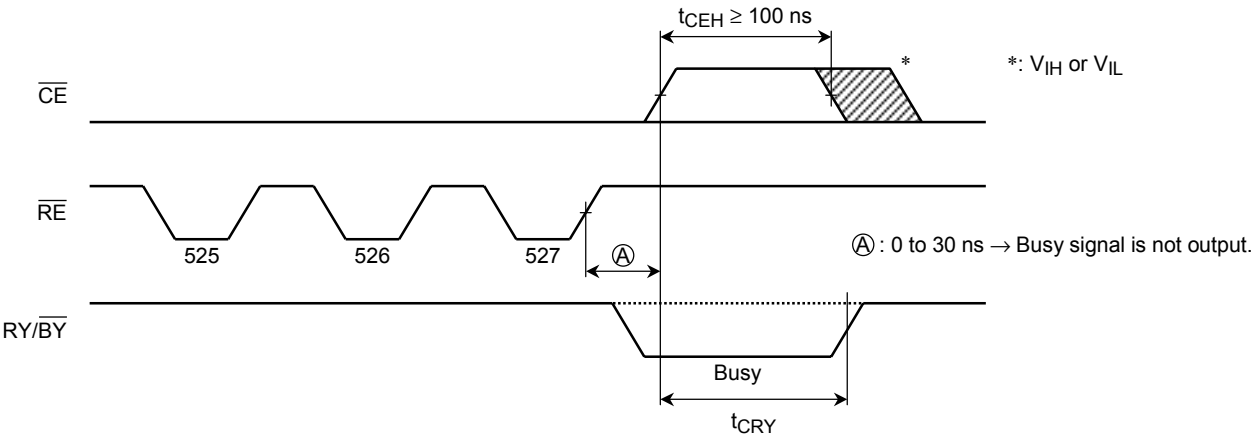 tCEH ≥ 100 ns
CE
*
*: VIH or VIL
RE
525
526
527
A
A : 0 to 30 ns → Busy signal is not output.
RY/BY
Busy
tCRY